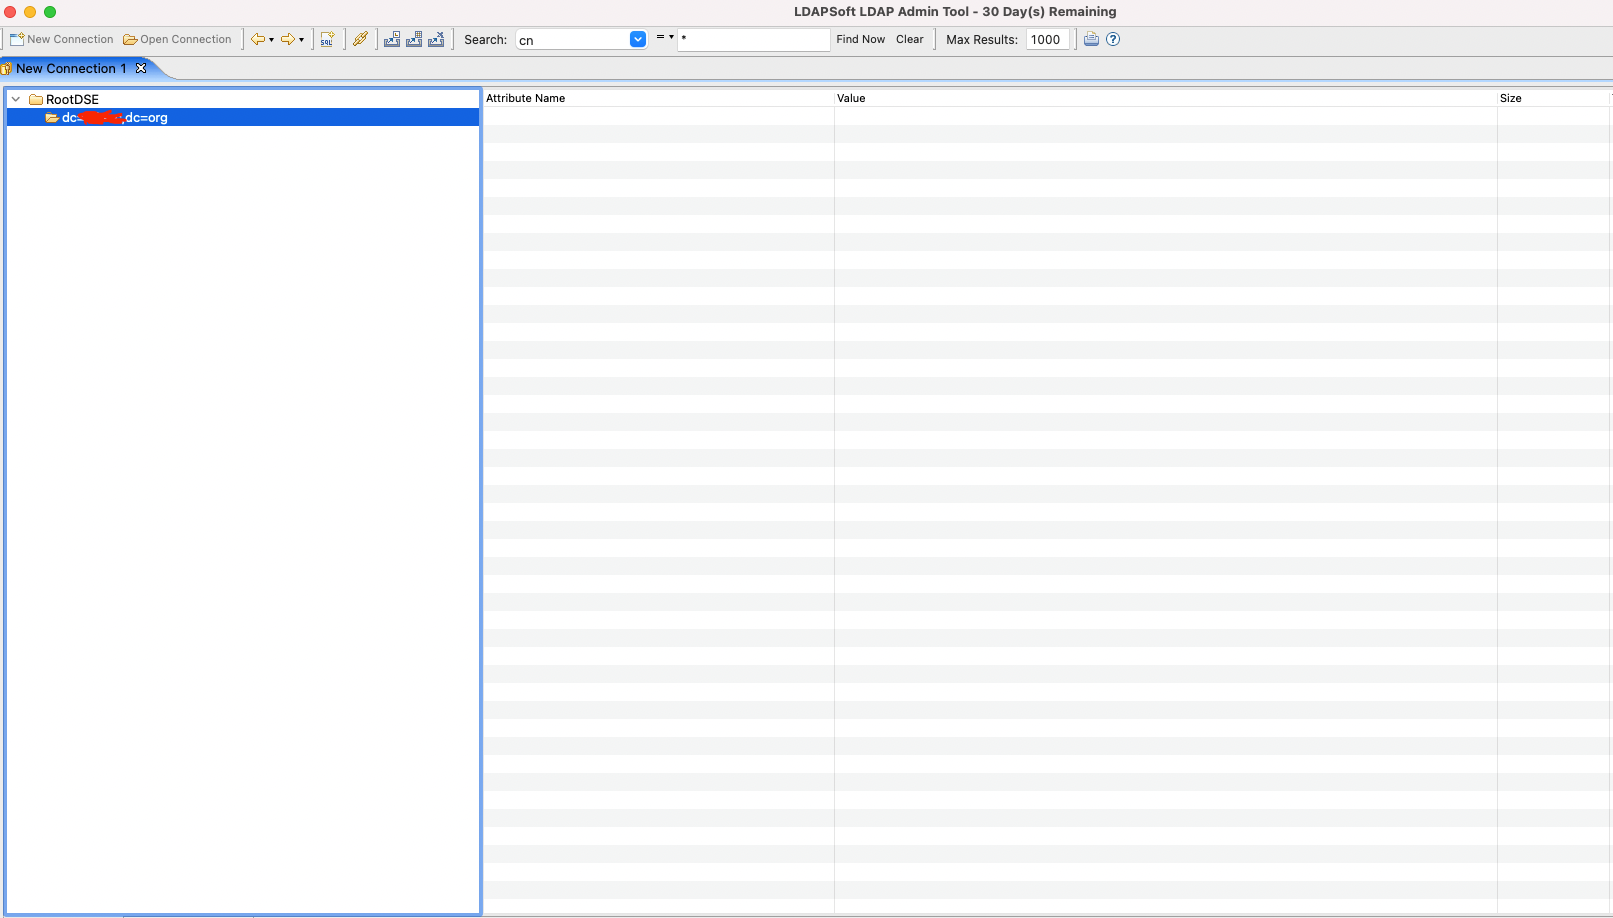 LDAPSoft LDAP Admin Tool - 30 Day(s) Remaining
New Connection Open Connection SQL Search: cn = * Find Now Clear Max Results: 1000 ?
New Connection 1
RootDSE Attribute Name Value Size
dc= ,dc=org